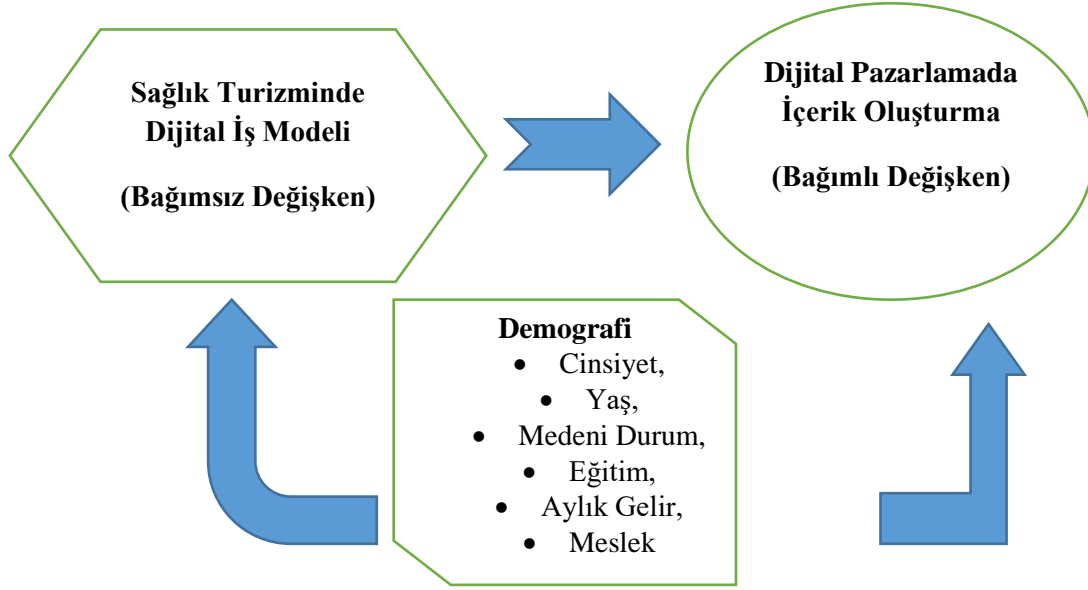 Sağlık Turizminde
Dijital İş Modeli
(Bağımsız Değişken)
Dijital Pazarlamada
İçerik Oluşturma
(Bağımlı Değişken)
Demografi
• Cinsiyet,
• Yaş,
• Medeni Durum,
• Eğitim,
• Aylık Gelir,
• Meslek